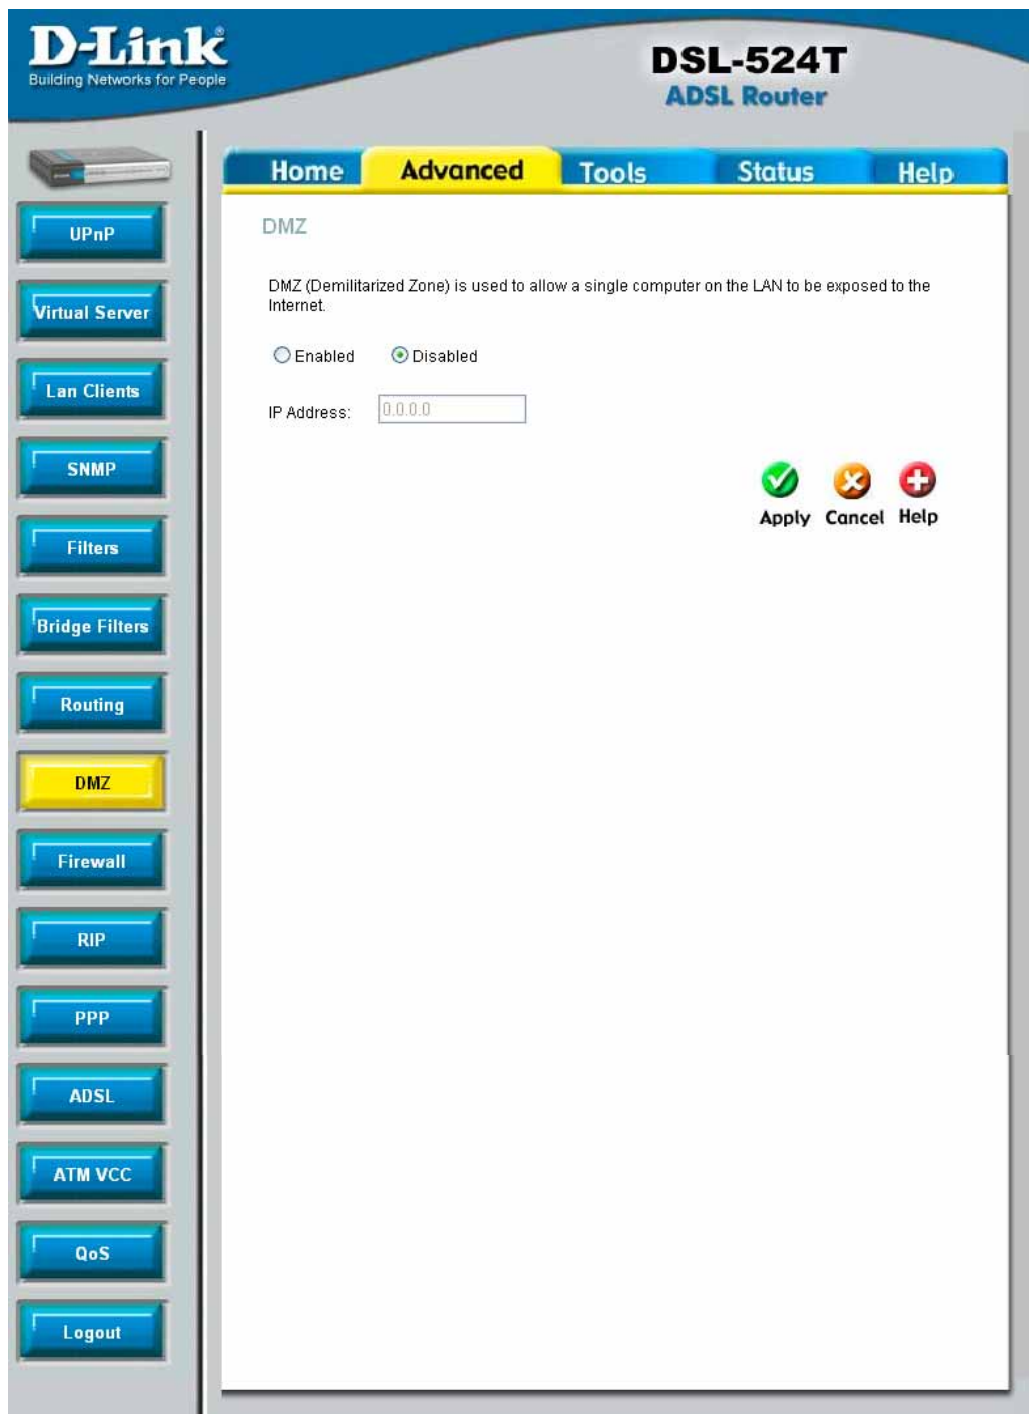 D-Link
Building Networks for People
DSL-524T
ADSL Router
Home Advanced Tools Status Help
UPnP
Virtual Server
Lan Clients
SNMP
Filters
Bridge Filters
Routing
DMZ
Firewall
RIP
PPP
ADSL
ATM VCC
QoS
Logout
DMZ
DMZ (Demilitarized Zone) is used to allow a single computer on the LAN to be exposed to the
Internet.
Enabled Disabled
IP Address: 0.0.0.0
Apply Cancel Help